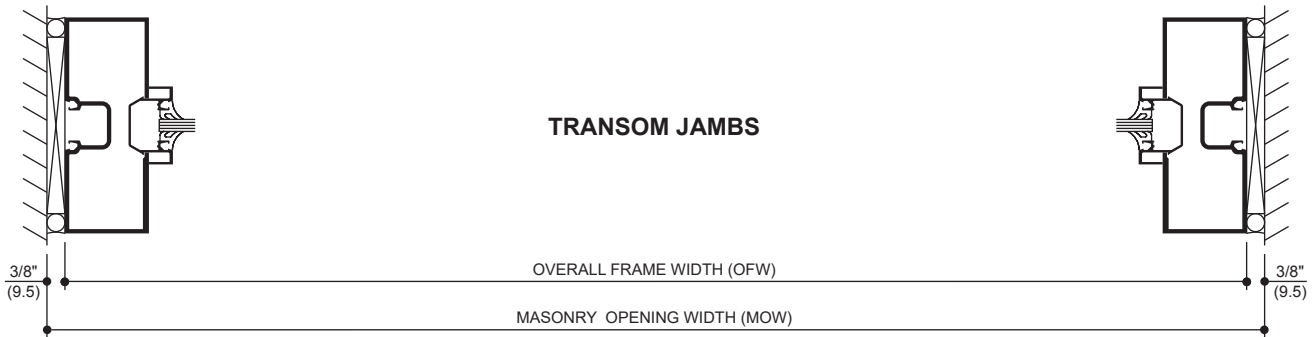 TRANSOM JAMBS
3/8"
(9.5)
OVERALL FRAME WIDTH (OFW)
3/8"
(9.5)
MASONRY OPENING WIDTH (MOW)